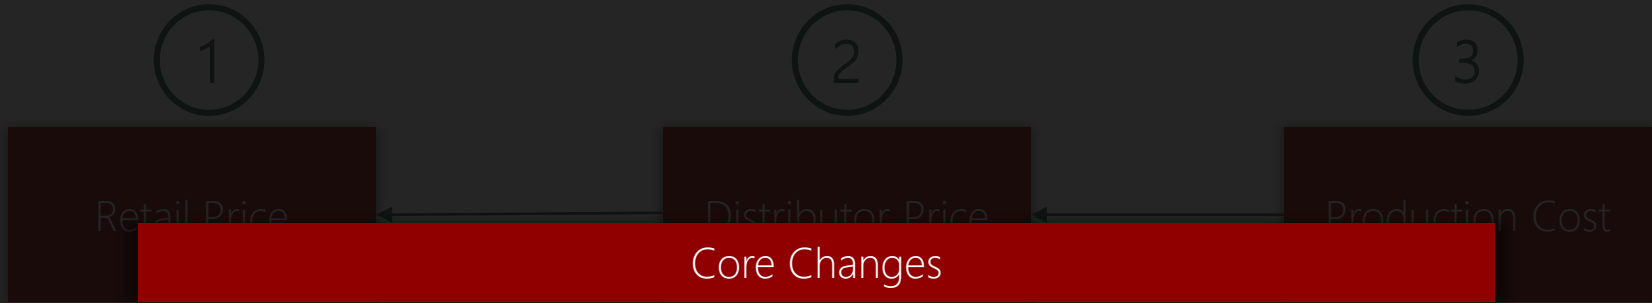 1
2
3
Retail Price
Distributor Price
Production Cost
Core Changes